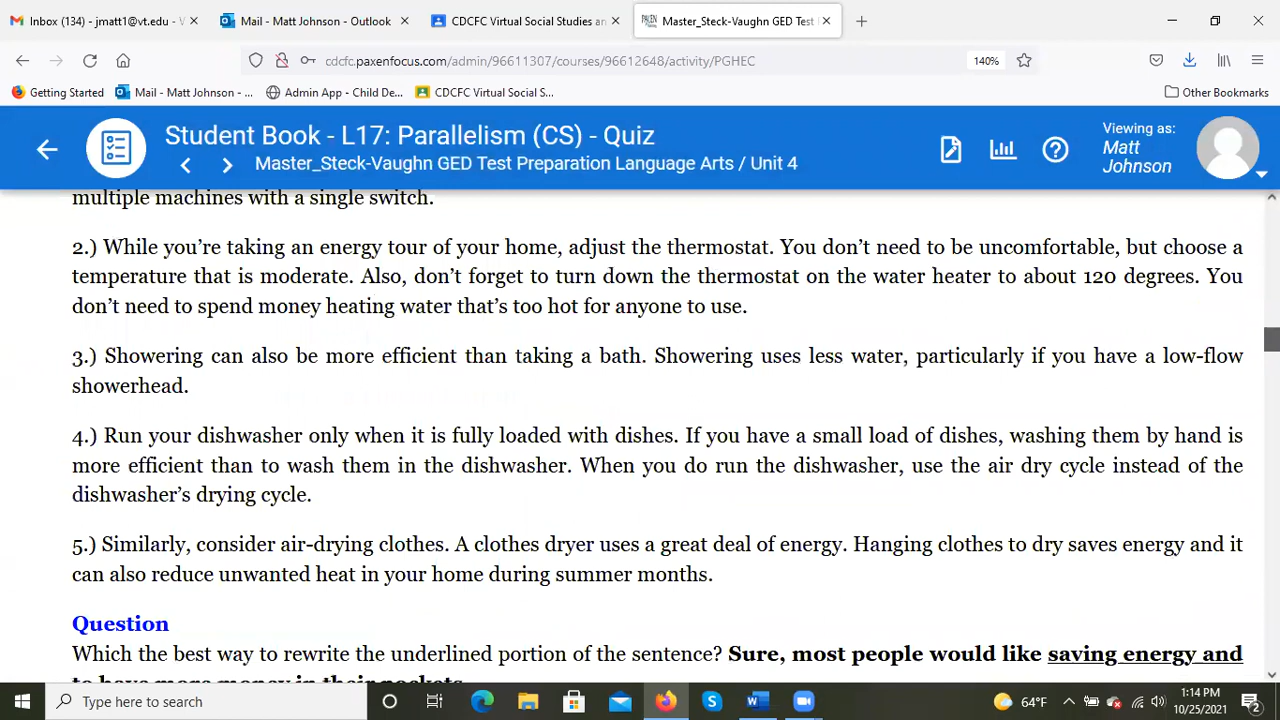 Inbox (134) - jmatt1@vt.edu - V
Mail - Matt Johnson - Outlook
CDCFC Virtual Social Studies an
PAXEN
Master_Steck-Vaughn GED Test
cdcfc.paxenfocus.com/admin/96611307/courses/96612648/activity/PGHEC
140%
Getting Started
Mail - Matt Johnson - ...
Admin App - Child De...
CDCFC Virtual Social S...
Other Bookmarks
Student Book - L17: Parallelism (CS) - Quiz
Master_Steck-Vaughn GED Test Preparation Language Arts / Unit 4
Viewing as:
Matt
Johnson
multiple machines with a single switch.
2.) While you’re taking an energy tour of your home, adjust the thermostat. You don’t need to be uncomfortable, but choose a
temperature that is moderate. Also, don’t forget to turn down the thermostat on the water heater to about 120 degrees. You
don’t need to spend money heating water that’s too hot for anyone to use.
3.) Showering can also be more efficient than taking a bath. Showering uses less water, particularly if you have a low-flow
showerhead.
4.) Run your dishwasher only when it is fully loaded with dishes. If you have a small load of dishes, washing them by hand is
more efficient than to wash them in the dishwasher. When you do run the dishwasher, use the air dry cycle instead of the
dishwasher’s drying cycle.
5.) Similarly, consider air-drying clothes. A clothes dryer uses a great deal of energy. Hanging clothes to dry saves energy and it
can also reduce unwanted heat in your home during summer months.
Question
Which the best way to rewrite the underlined portion of the sentence? Sure, most people would like saving energy and
to have more money in their pockets
Type here to search
64°F
1:14 PM
10/25/2021
2